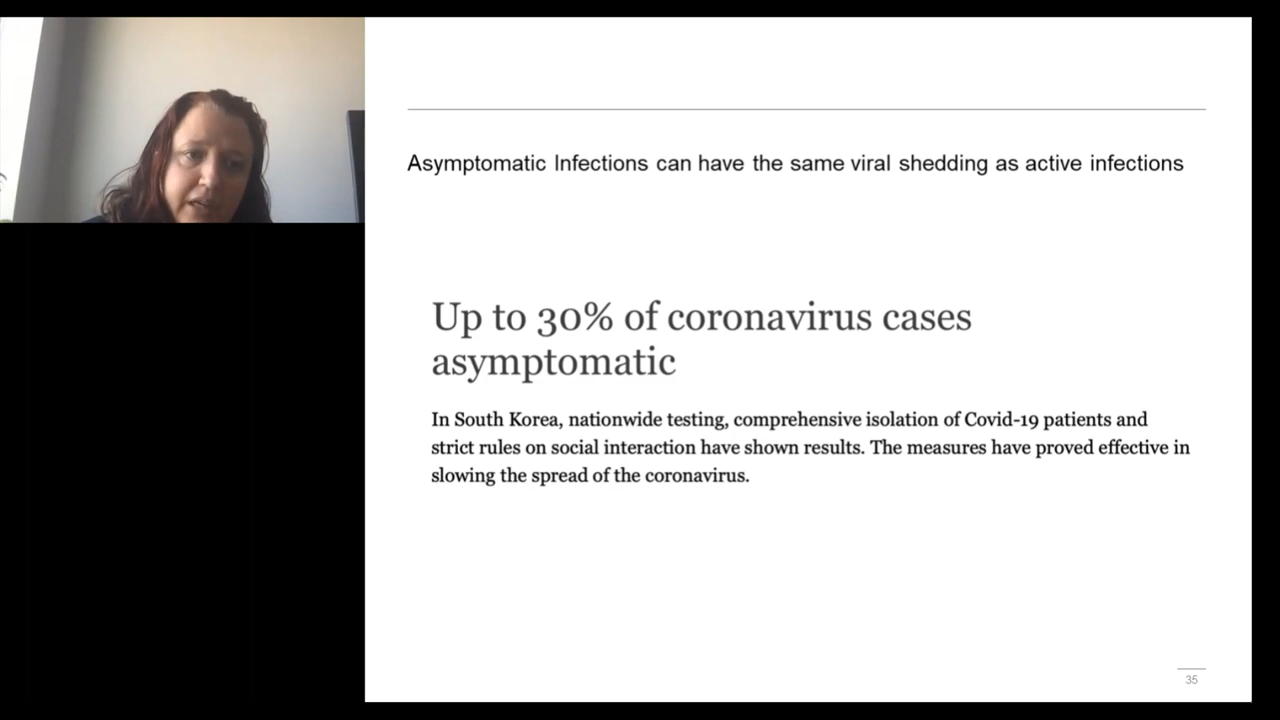 Asymptomatic Infections can have the same viral shedding as active infections
Up to 30% of coronavirus cases
asymptomatic
In South Korea, nationwide testing, comprehensive isolation of Covid-19 patients and
strict rules on social interaction have shown results. The measures have proved effective in
slowing the spread of the coronavirus.
35